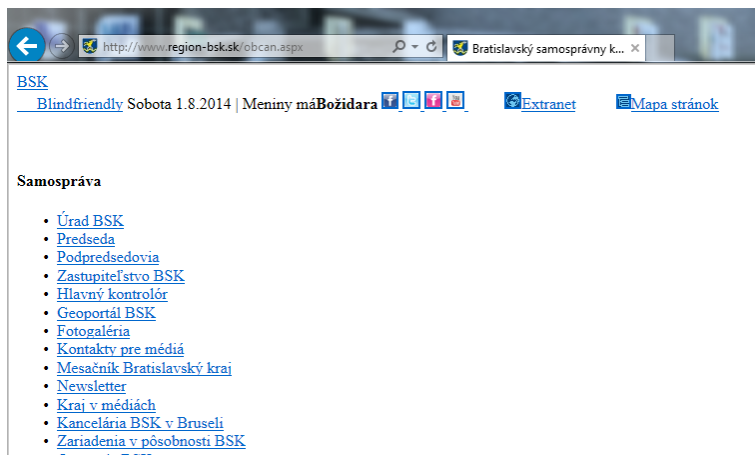 http://www.region-bsk.sk/obcan.aspx
Bratislavský samosprávny k...
BSK
Blindfriendly Sobota 1.8.2014 | Meniny máBožidara Extranet Mapa stránok
Samospráva
• Úrad BSK
• Predseda
• Podpredsedovia
• Zastupiteľstvo BSK
• Hlavný kontrolór
• Geoportál BSK
• Fotogaléria
• Kontakty pre médiá
• Mesačník Bratislavský kraj
• Newsletter
• Kraj v médiách
• Kancelária BSK v Bruseli
• Zariadenia v pôsobnosti BSK